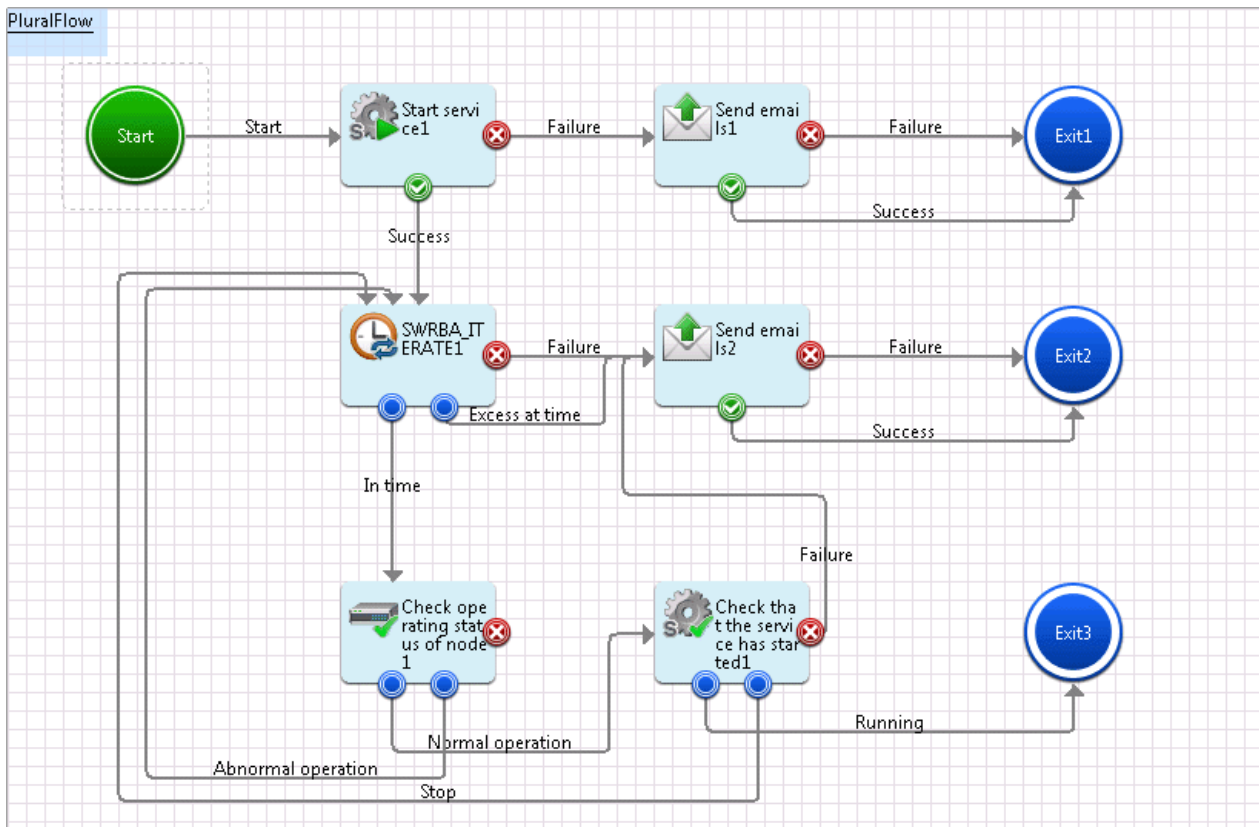 PluralFlow
Start
Start
Start servi
ce1
Failure
Send emai
ls1
Failure
Exit1
Success
Success
SWRBA_IT
ERATE1
Failure
Send emai
ls2
Failure
Exit2
Excess at time
Success
In time
Failure
Check ope
rating stat
us of node
1
Check tha
t the servi
ce has star
ted1
Exit3
Running
Normal operation
Abnormal operation
Stop